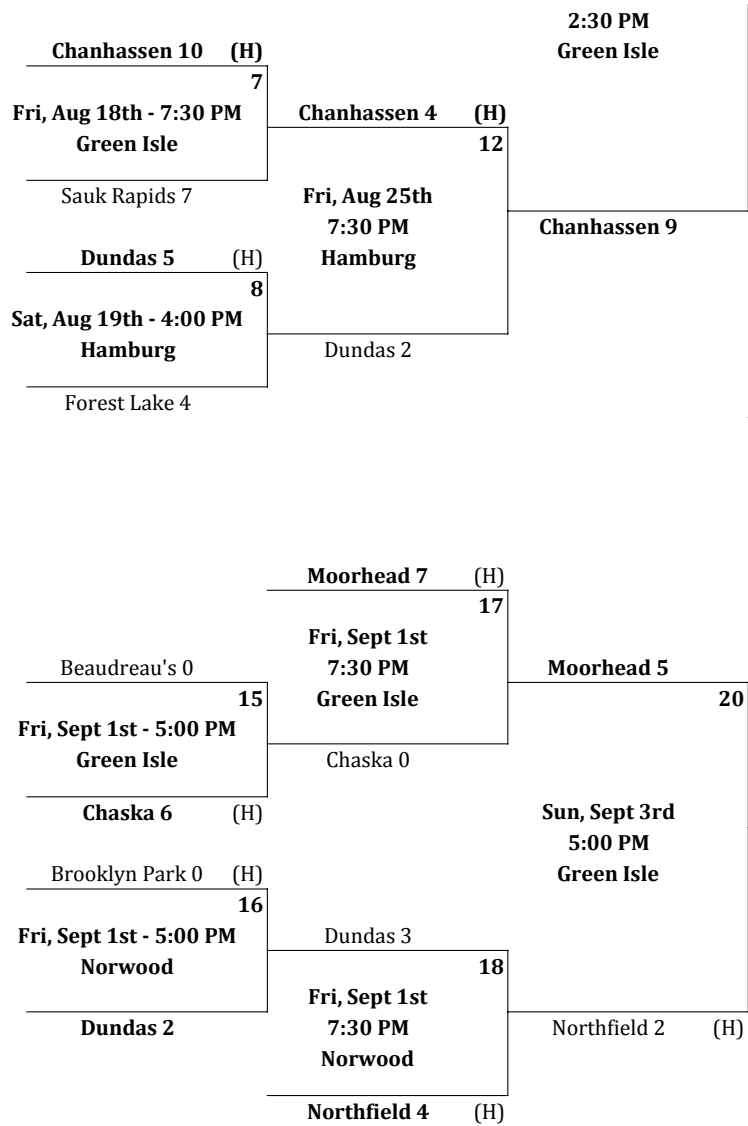 2:30 PM
Green Isle
Chanhassen 10 (H)
7
Fri, Aug 18th - 7:30 PM
Green Isle
Sauk Rapids 7
Chanhassen 4 (H)
12
Fri, Aug 25th
7:30 PM
Hamburg
Chanhassen 9
Dundas 5 (H)
8
Sat, Aug 19th - 4:00 PM
Hamburg
Dundas 2
Forest Lake 4
Moorhead 7 (H)
17
Fri, Sept 1st
7:30 PM
Green Isle
Beaudreau's 0
15
Fri, Sept 1st - 5:00 PM
Green Isle
Chaska 0
Chaska 6 (H)
Moorhead 5
20
Sun, Sept 3rd
5:00 PM
Green Isle
Brooklyn Park 0 (H)
16
Fri, Sept 1st - 5:00 PM
Norwood
Dundas 2
Dundas 3
18
Fri, Sept 1st
7:30 PM
Norwood
Northfield 4 (H)
Northfield 2 (H)